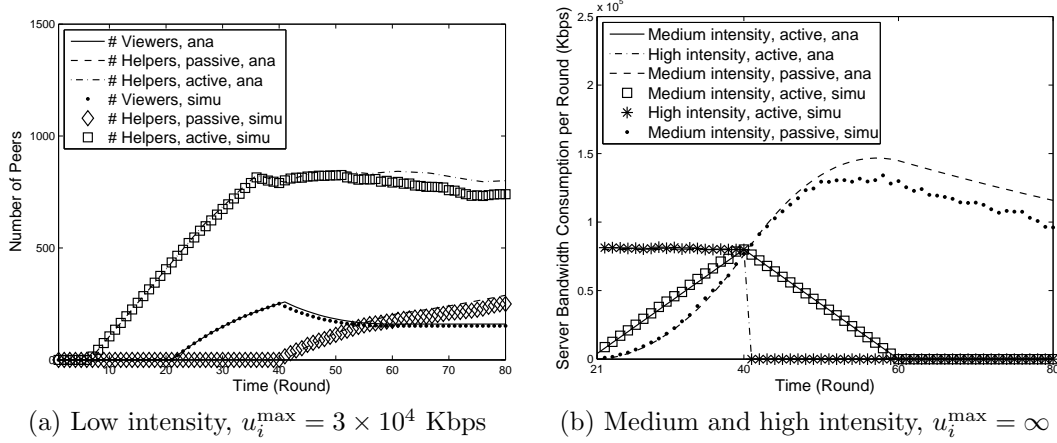 Number of Peers
1500
1000
500
0
# Viewers, ana
# Helpers, passive, ana
# Helpers, active, ana
# Viewers, simu
# Helpers, passive, simu
# Helpers, active, simu
10 20 30 40 50 60 70 80
Time (Round)
(a) Low intensity, u_i^max = 3 × 10^4 Kbps
Server Bandwidth Consumption per Round (Kbps)
x 10^5
2.5
2
1.5
1
0.5
0
Medium intensity, active, ana
High intensity, active, ana
Medium intensity, passive, ana
Medium intensity, active, simu
High intensity, active, simu
Medium intensity, passive, simu
21 40 60 80
Time (Round)
(b) Medium and high intensity, u_i^max = ∞